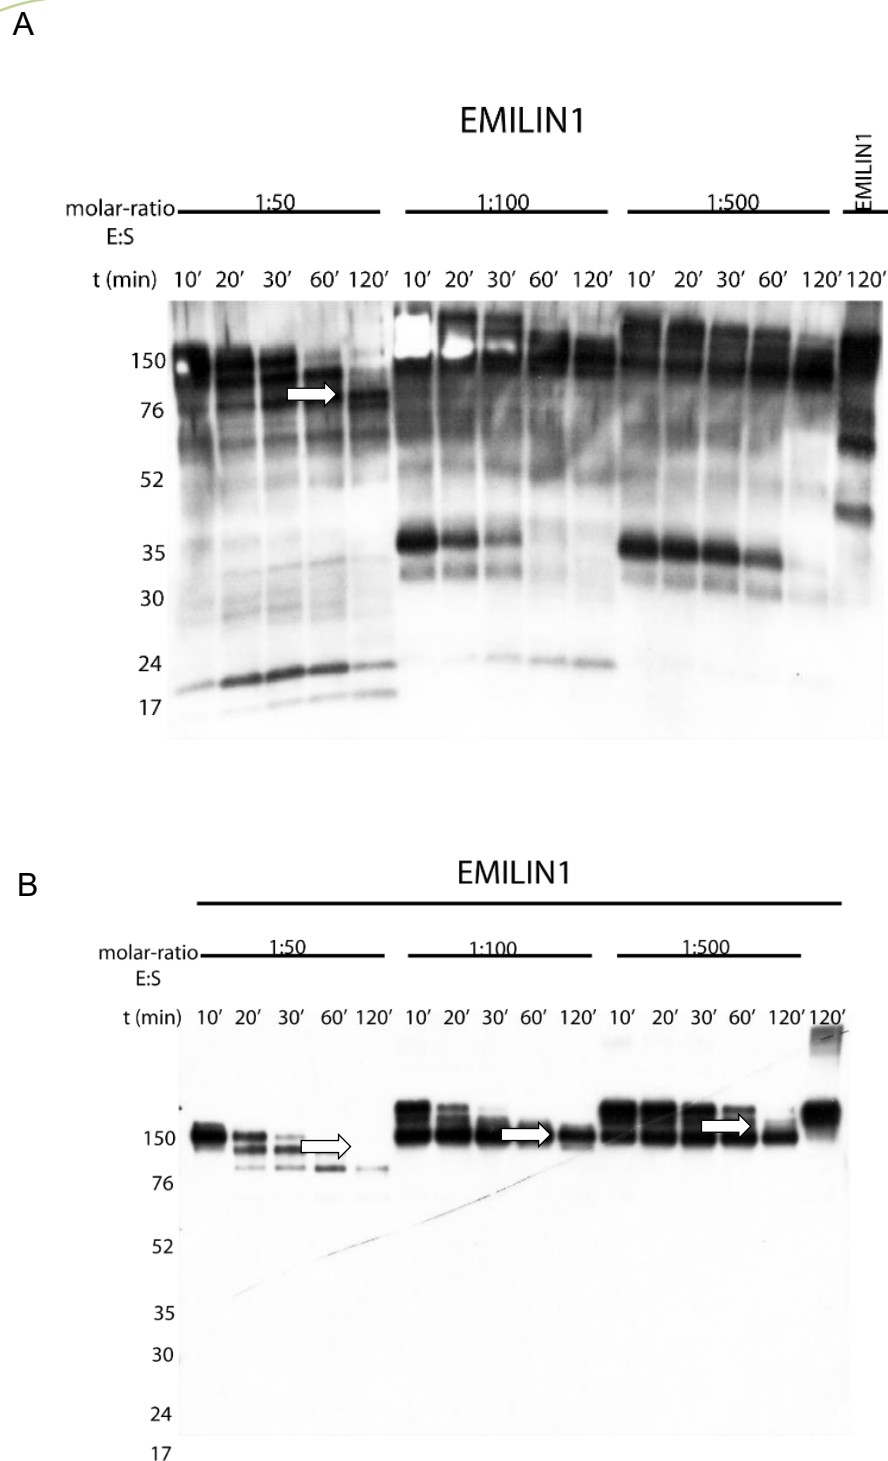 A
EMILIN1
EMILIN1
molar-ratio 1:50 1:100 1:500
E:S
t (min) 10′ 20′ 30′ 60′ 120′ 10′ 20′ 30′ 60′ 120′ 10′ 20′ 30′ 60′ 120′ 120′
150
76
52
35
30
24
17
B
EMILIN1
molar-ratio 1:50 1:100 1:500
E:S
t (min) 10′ 20′ 30′ 60′ 120′ 10′ 20′ 30′ 60′ 120′ 10′ 20′ 30′ 60′ 120′ 120′
150
76
52
35
30
24
17